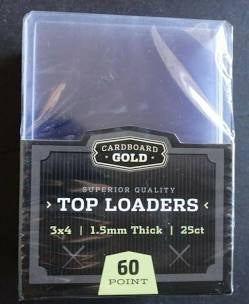 CARDBOARD
GOLD
SUPERIOR QUALITY
TOP LOADERS
3x4 | 1.5mm Thick | 25ct
60
POINT